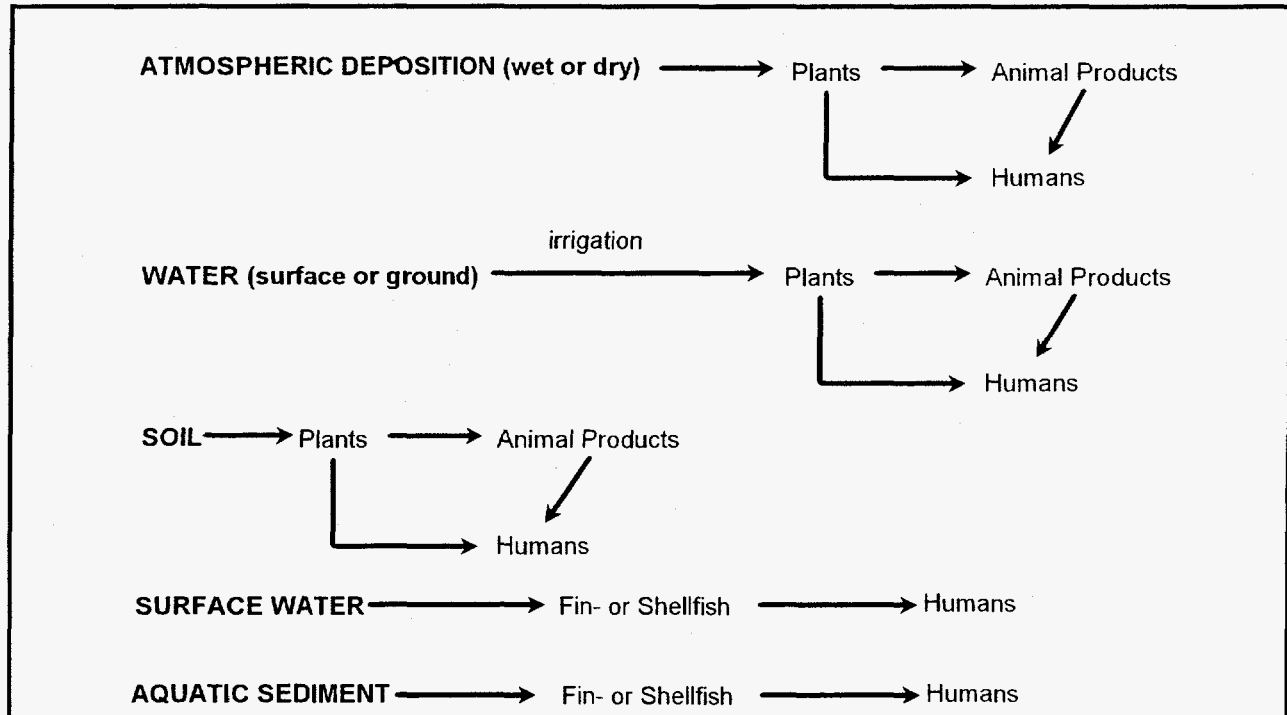 ATMOSPHERIC DEPOSITION (wet or dry) Plants Animal Products
Humans
irrigation
WATER (surface or ground) Plants Animal Products
Humans
SOIL Plants Animal Products
Humans
SURFACE WATER Fin- or Shellfish Humans
AQUATIC SEDIMENT Fin- or Shellfish Humans